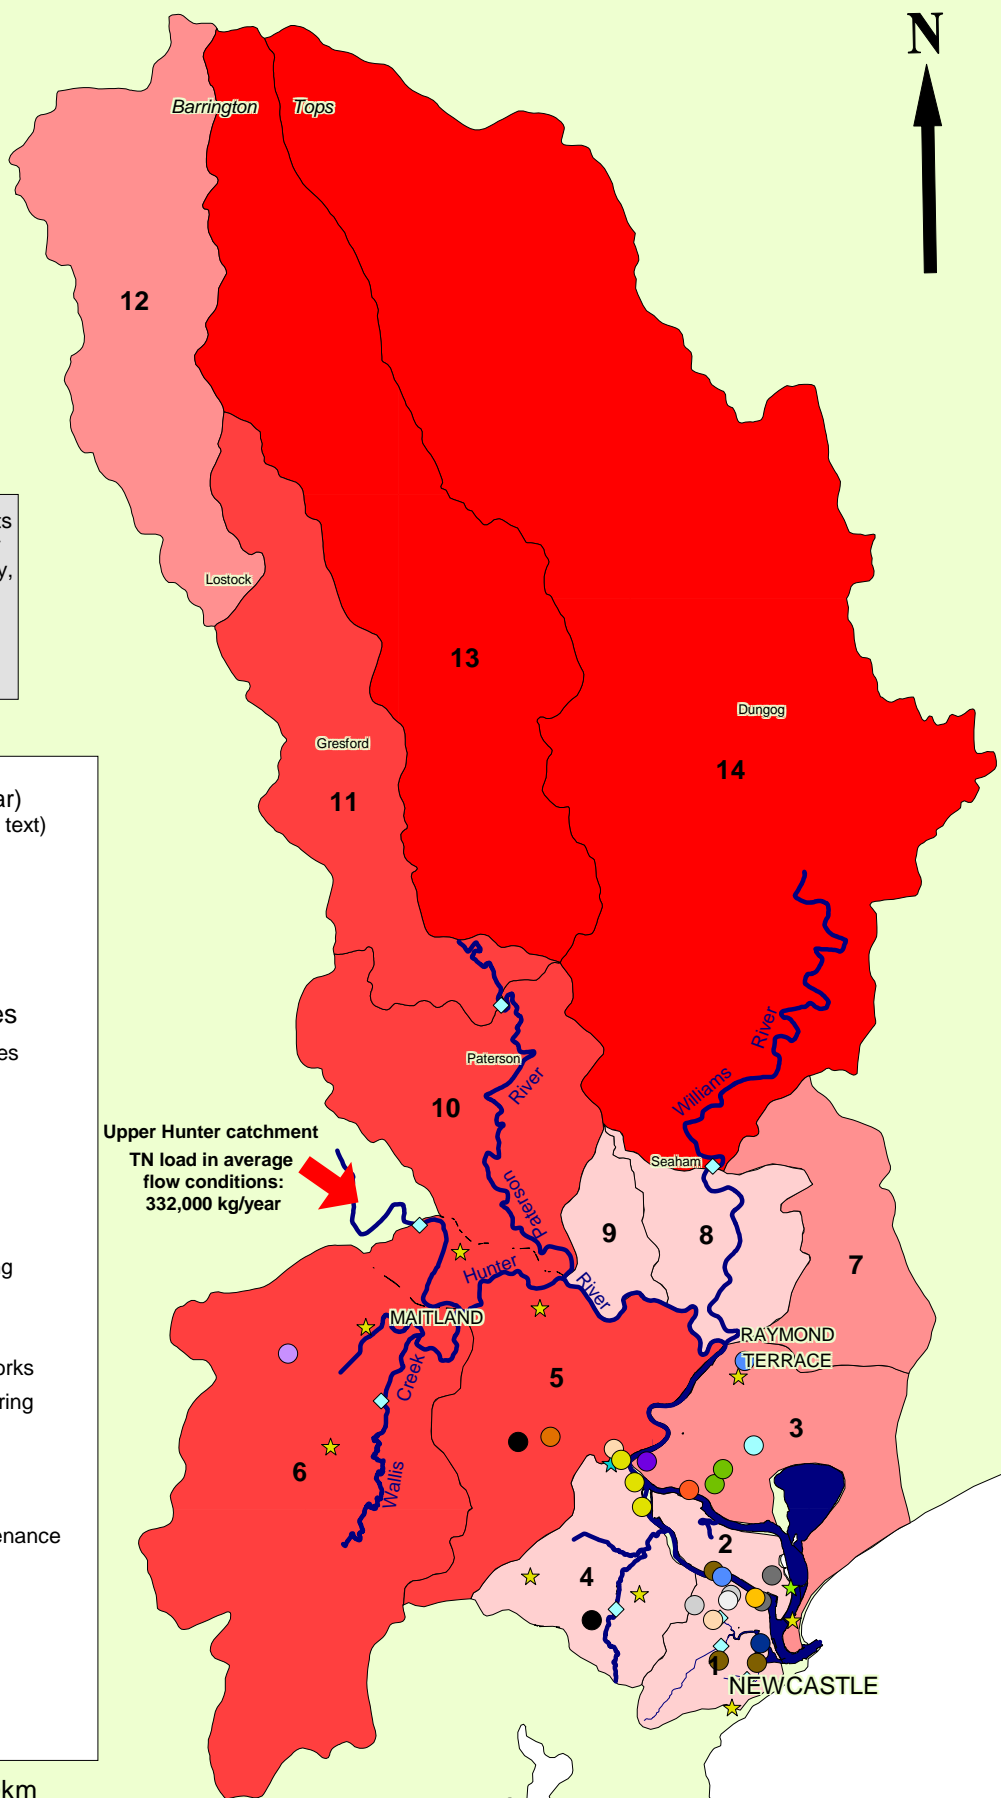 N
Barrington Tops
12
ts
y,
Lostock
13
Dungog
14
Gresford
11
ar)
text)
es
es
Paterson
10
River
Paterson
River
Williams
Seaham
Upper Hunter catchment
TN load in average
flow conditions:
332,000 kg/year
9
8
7
Hunter
River
MAITLAND
RAYMOND
TERRACE
ng
orks
ring
enance
km
5
3
6
Creek
Wallis
2
4
1
NEWCASTLE